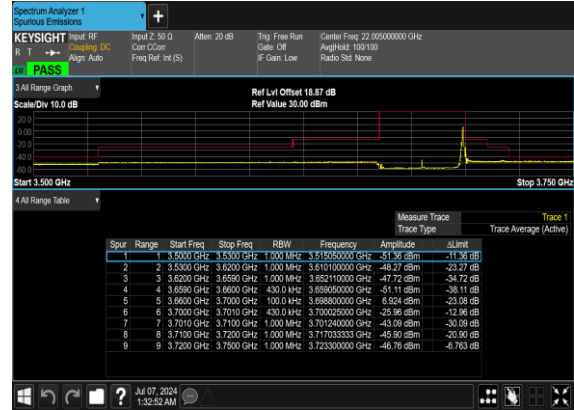 Spectrum Analyzer 1
Spurious Emissions
KEYSIGHT Input: RF Input Z: 50 Ω Atten: 20 dB Trig: Free Run Center Freq: 22.005000000 GHz
R T Coupling: DC Corr CCorr Gate: Off Avg|Hold: 100/100
Align: Auto Freq Ref: Int (S) IF Gain: Low Radio Std: None
LXI PASS
3 All Range Graph
Ref Lvl Offset 18.87 dB
Scale/Div 10.0 dB Ref Value 30.00 dBm
20.0
0.00
-20.0
-40.0
-60.0
Start 3.500 GHz Stop 3.750 GHz
4 All Range Table
Measure Trace Trace 1
Trace Type Trace Average (Active)
Spur Range Start Freq Stop Freq RBW Frequency Amplitude ΔLimit
1 1 3.5000 GHz 3.5300 GHz 1.000 MHz 3.515050000 GHz -51.36 dBm -11.36 dB
2 2 3.5300 GHz 3.6200 GHz 1.000 MHz 3.610100000 GHz -48.27 dBm -23.27 dB
3 3 3.6200 GHz 3.6590 GHz 1.000 MHz 3.652110000 GHz -47.72 dBm -34.72 dB
4 4 3.6590 GHz 3.6600 GHz 430.0 kHz 3.659050000 GHz -51.11 dBm -38.11 dB
5 5 3.6600 GHz 3.7000 GHz 100.0 kHz 3.698800000 GHz 6.924 dBm -23.08 dB
6 6 3.7000 GHz 3.7010 GHz 430.0 kHz 3.700025000 GHz -25.96 dBm -12.96 dB
7 7 3.7010 GHz 3.7100 GHz 1.000 MHz 3.701240000 GHz -43.09 dBm -30.09 dB
8 8 3.7100 GHz 3.7200 GHz 1.000 MHz 3.717033333 GHz -45.90 dBm -20.90 dB
9 9 3.7200 GHz 3.7500 GHz 1.000 MHz 3.723300000 GHz -46.76 dBm -6.763 dB
? Jul 07, 2024
1:32:52 AM